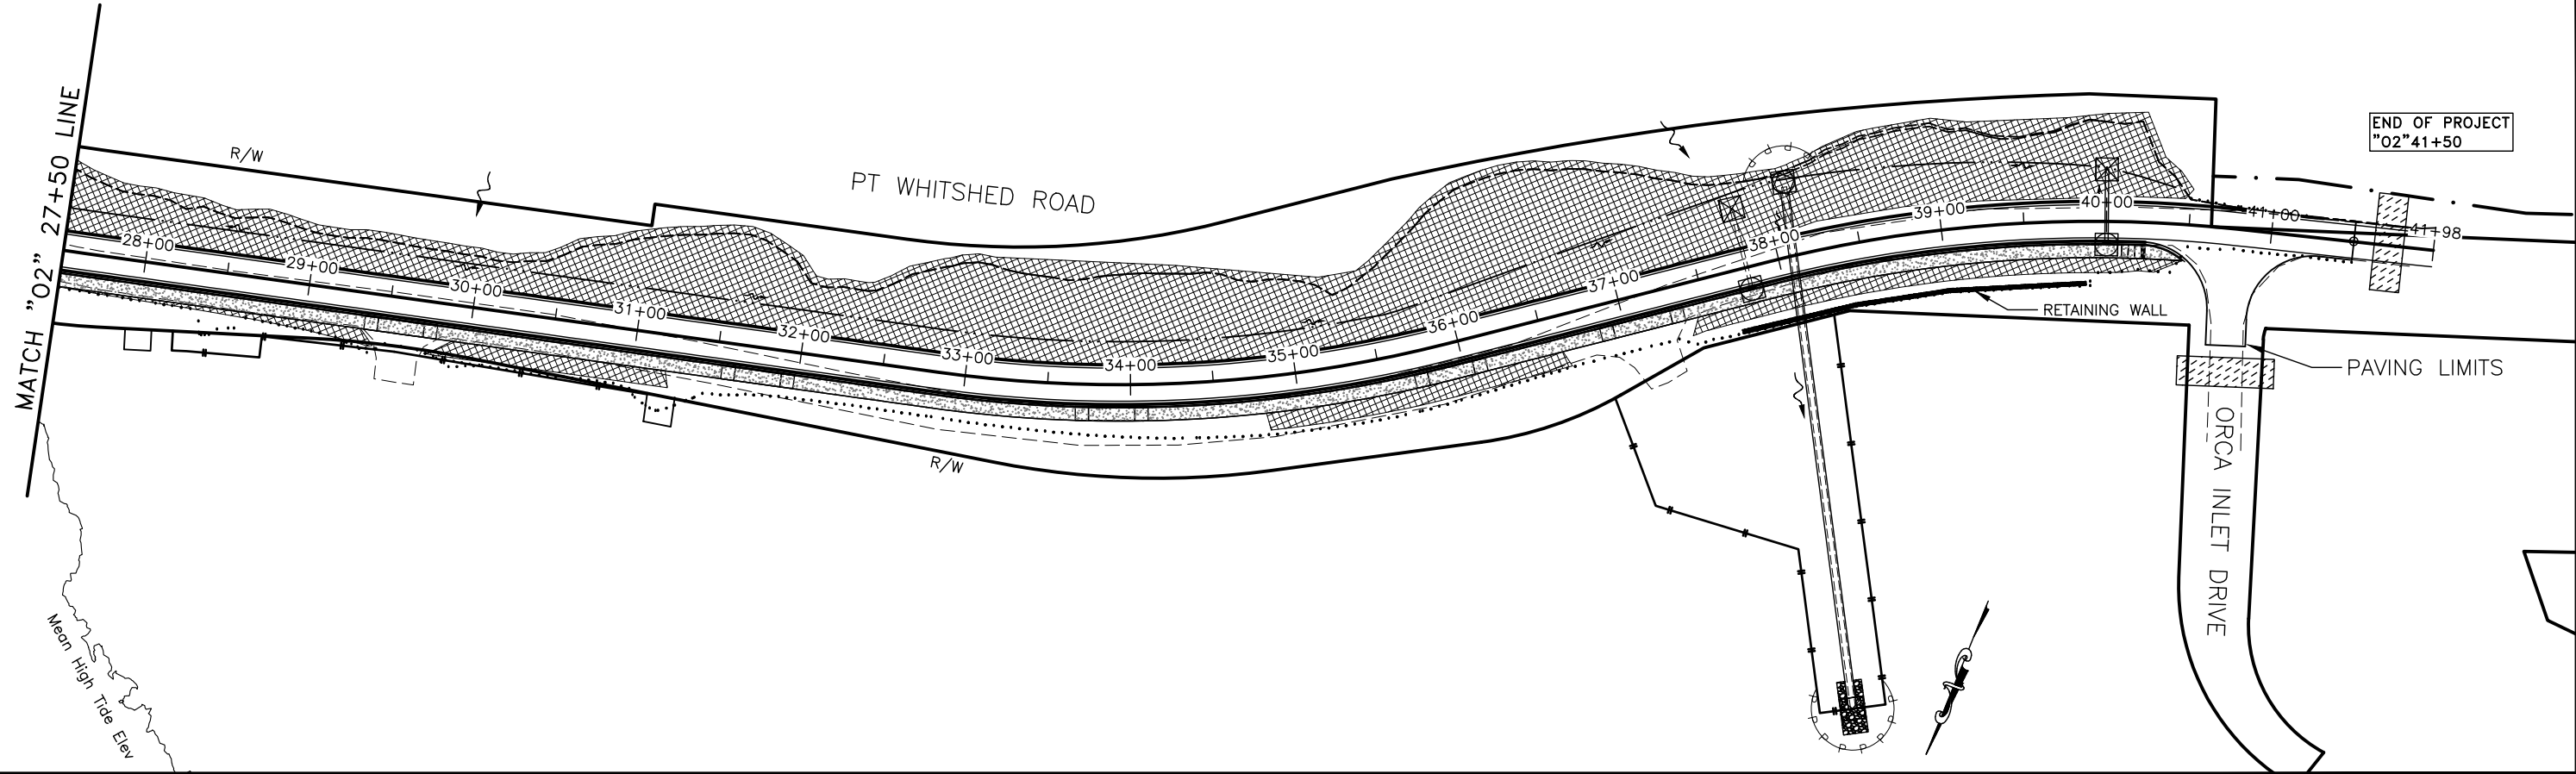 MATCH "02" 27+50 LINE
R/W
PT WHITSHED ROAD
END OF PROJECT
"02"41+50
28+00
29+00
30+00
31+00
32+00
33+00
34+00
35+00
36+00
37+00
38+00
39+00
40+00
41+00
41+98
RETAINING WALL
PAVING LIMITS
R/W
ORCA INLET DRIVE
Mean High Tide Elev